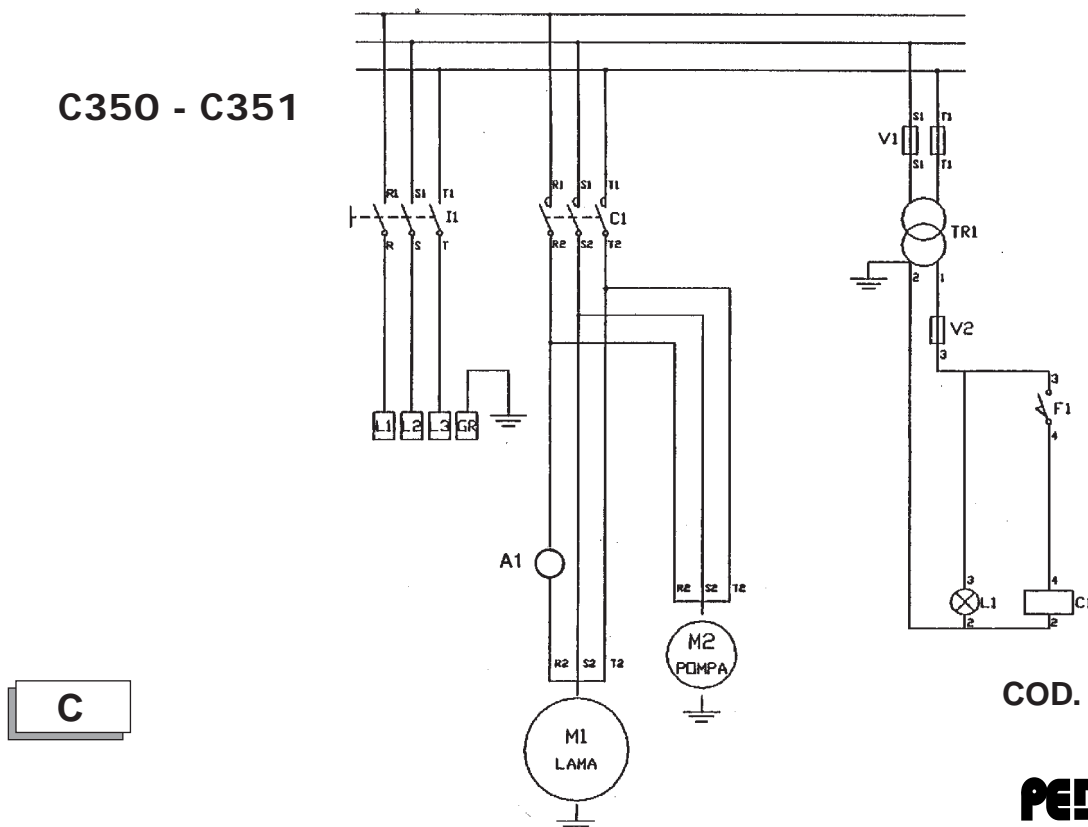 C350 - C351
S1 T1
V1
S1 T1
R1 S1 T1
I1
R S T
R1 S1 T1
C1
R2 S2 T2
TR1
2 1
V2
3
3
F1
4
L1 L2 L3 GR
A1
R2 S2 T2
3
L1
2
4
C1
2
M2
POMPA
R2 S2 T2
M1
LAMA
C
COD.